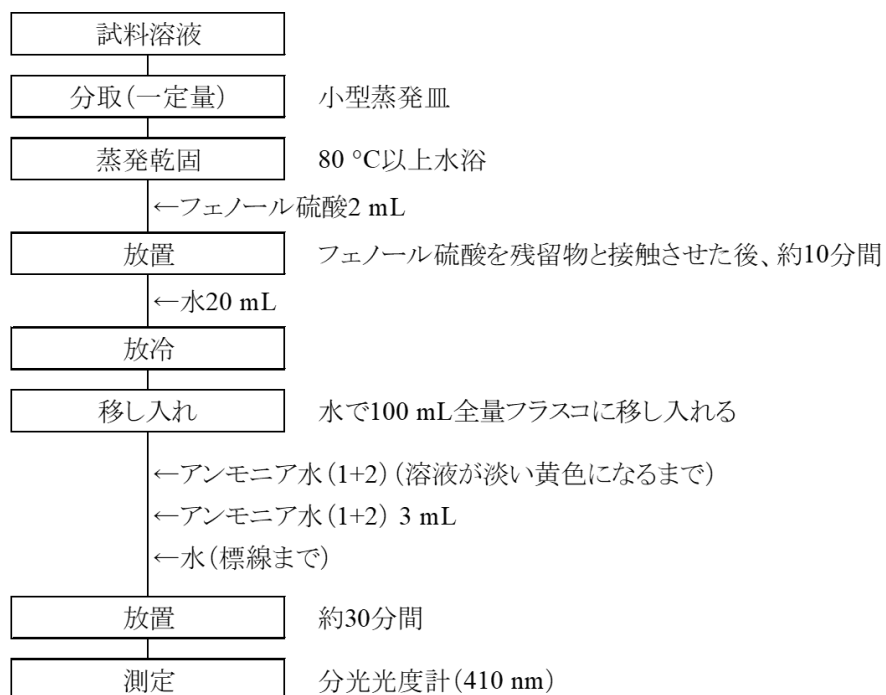 試料溶液
分取(一定量) 小型蒸発皿
蒸発乾固 80 °C以上水浴
←フェノール硫酸2 mL
放置 フェノール硫酸を残留物と接触させた後、約10分間
←水20 mL
放冷
移し入れ 水で100 mL全量フラスコに移し入れる
←アンモニア水(1+2)(溶液が淡い黄色になるまで)
←アンモニア水(1+2) 3 mL
←水(標線まで)
放置 約30分間
測定 分光光度計(410 nm)